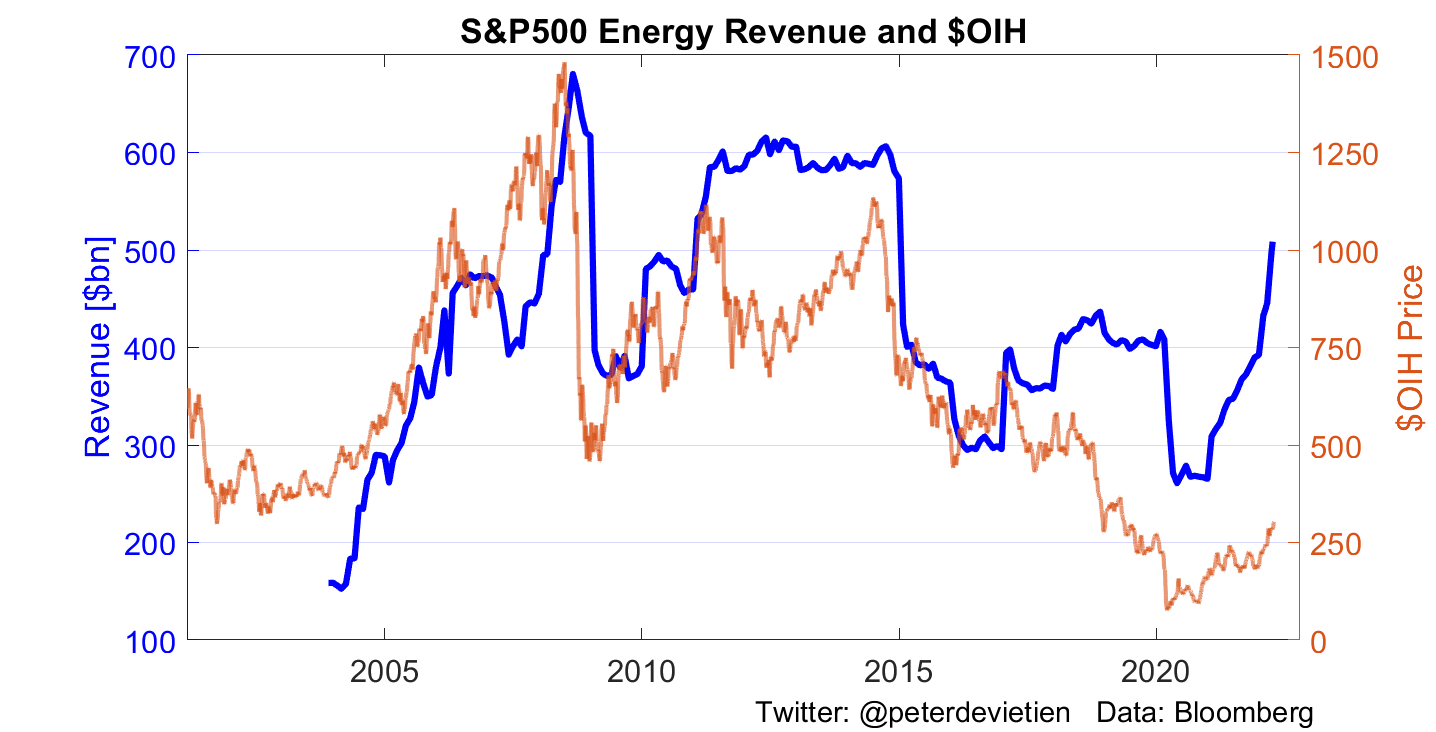 S&P500 Energy Revenue and $OIH
700
600
500
400
300
200
100
Revenue [$bn]
1500
1250
1000
750
500
250
0
$OIH Price
2005 2010 2015 2020
Twitter: @peterdevietien Data: Bloomberg